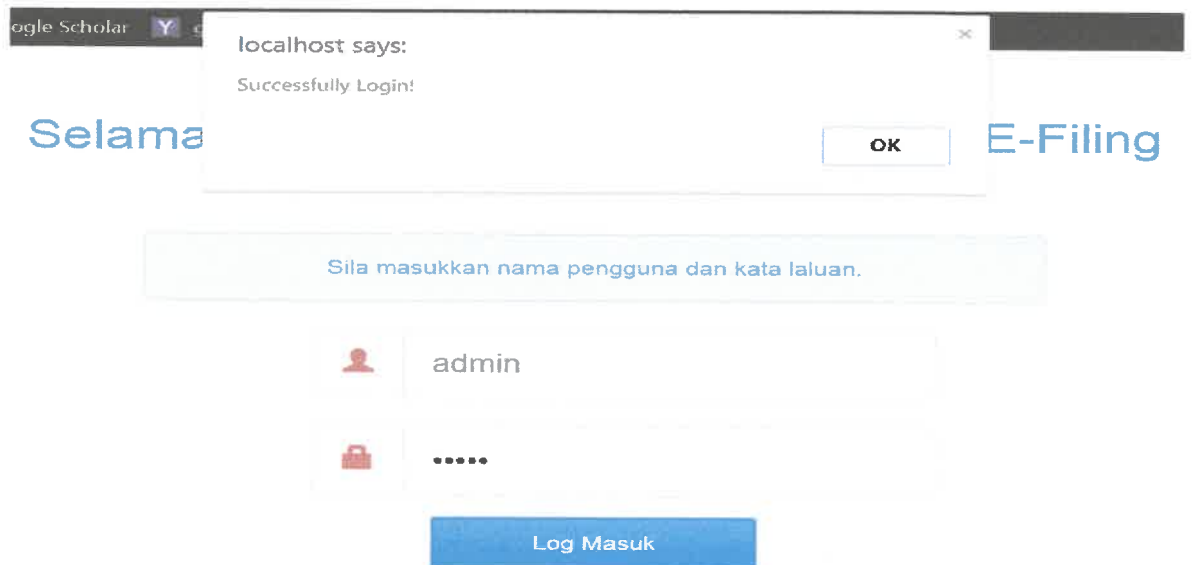 ogle Scholar Y
localhost says:
Successfully Login!
OK
Selama E-Filing
Sila masukkan nama pengguna dan kata laluan.
admin
•••••
Log Masuk